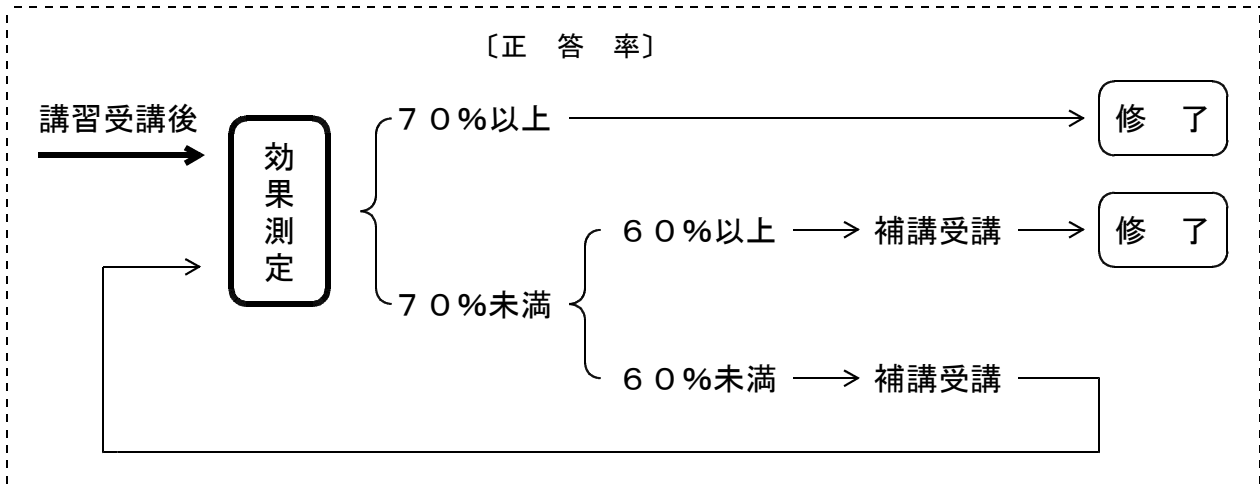 〔正　答　率〕
講習受講後
効果測定
７０％以上
修　了
７０％未満
６０％以上
補講受講
修　了
６０％未満
補講受講